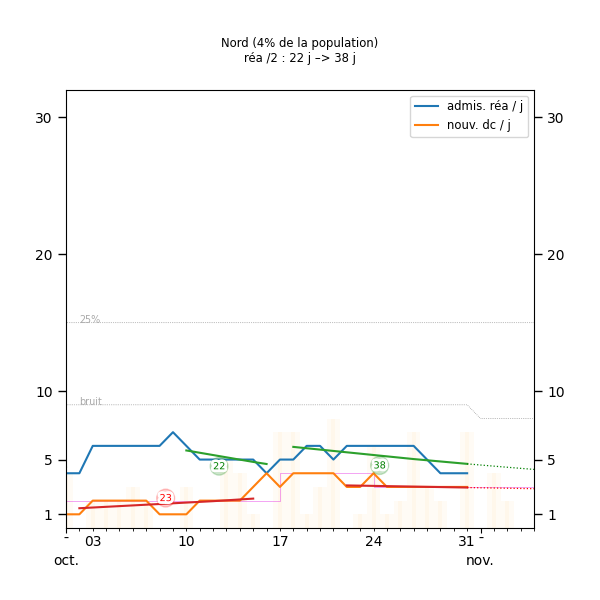 Nord (4% de la population)
réa /2 : 22 j –> 38 j
admis. réa / j
nouv. dc / j
30
30
20
20
25%
10
10
bruit
5
5
22
38
23
1
1
03
10
17
24
31
oct.
nov.